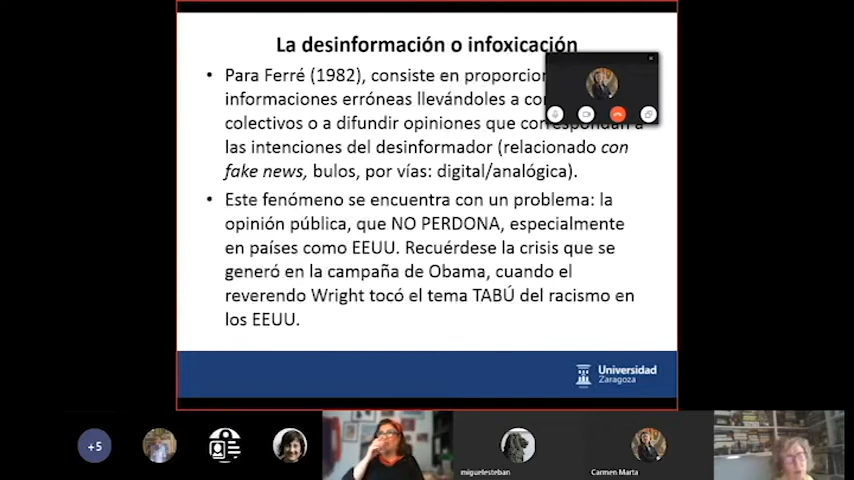 La desinformación o infoxicación
• Para Ferré (1982), consiste en proporcion
informaciones erróneas llevándoles a co
colectivos o a difundir opiniones que correspondan a
las intenciones del desinformador (relacionado con
fake news, bulos, por vías: digital/analógica).
• Este fenómeno se encuentra con un problema: la
opinión pública, que NO PERDONA, especialmente
en países como EEUU. Recuérdese la crisis que se
generó en la campaña de Obama, cuando el
reverendo Wright tocó el tema TABÚ del racismo en
los EEUU.
Universidad
Zaragoza
+5
miguelesteban
Carmen Marta